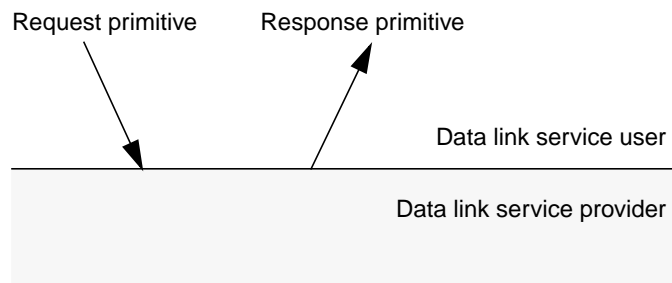 Request primitive
Response primitive
Data link service user
Data link service provider